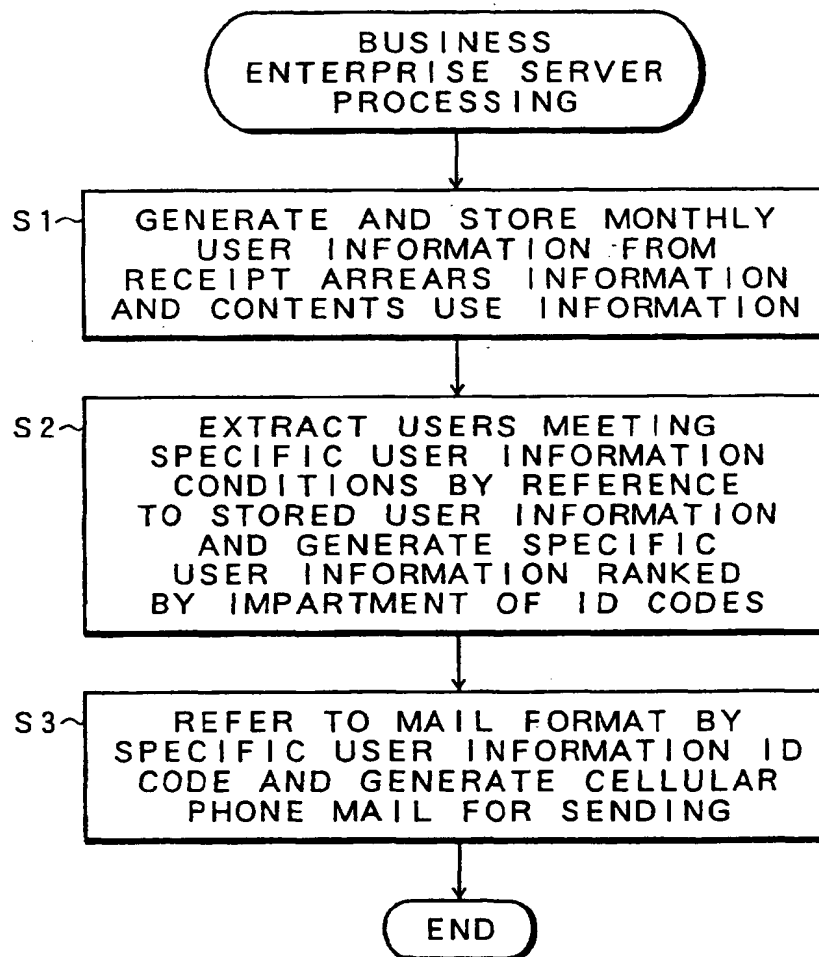 BUSINESS
ENTERPRISE SERVER
PROCESSING
S1
GENERATE AND STORE MONTHLY
USER INFORMATION FROM
RECEIPT ARREARS INFORMATION
AND CONTENTS USE INFORMATION
S2
EXTRACT USERS MEETING
SPECIFIC USER INFORMATION
CONDITIONS BY REFERENCE
TO STORED USER INFORMATION
AND GENERATE SPECIFIC
USER INFORMATION RANKED
BY IMPARTMENT OF ID CODES
S3
REFER TO MAIL FORMAT BY
SPECIFIC USER INFORMATION ID
CODE AND GENERATE CELLULAR
PHONE MAIL FOR SENDING
END